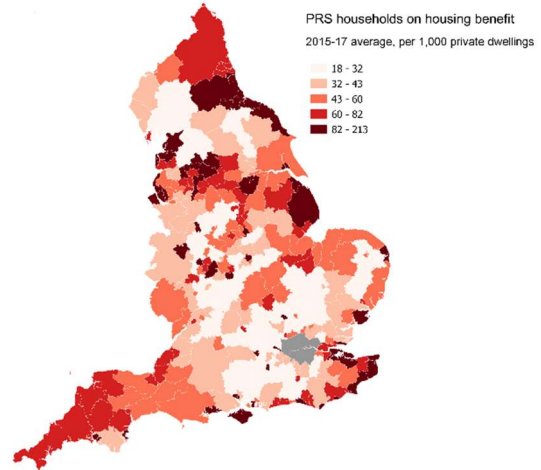 PRS households on housing benefit
2015-17 average, per 1,000 private dwellings
18 - 32
32 - 43
43 - 60
60 - 82
82 - 213